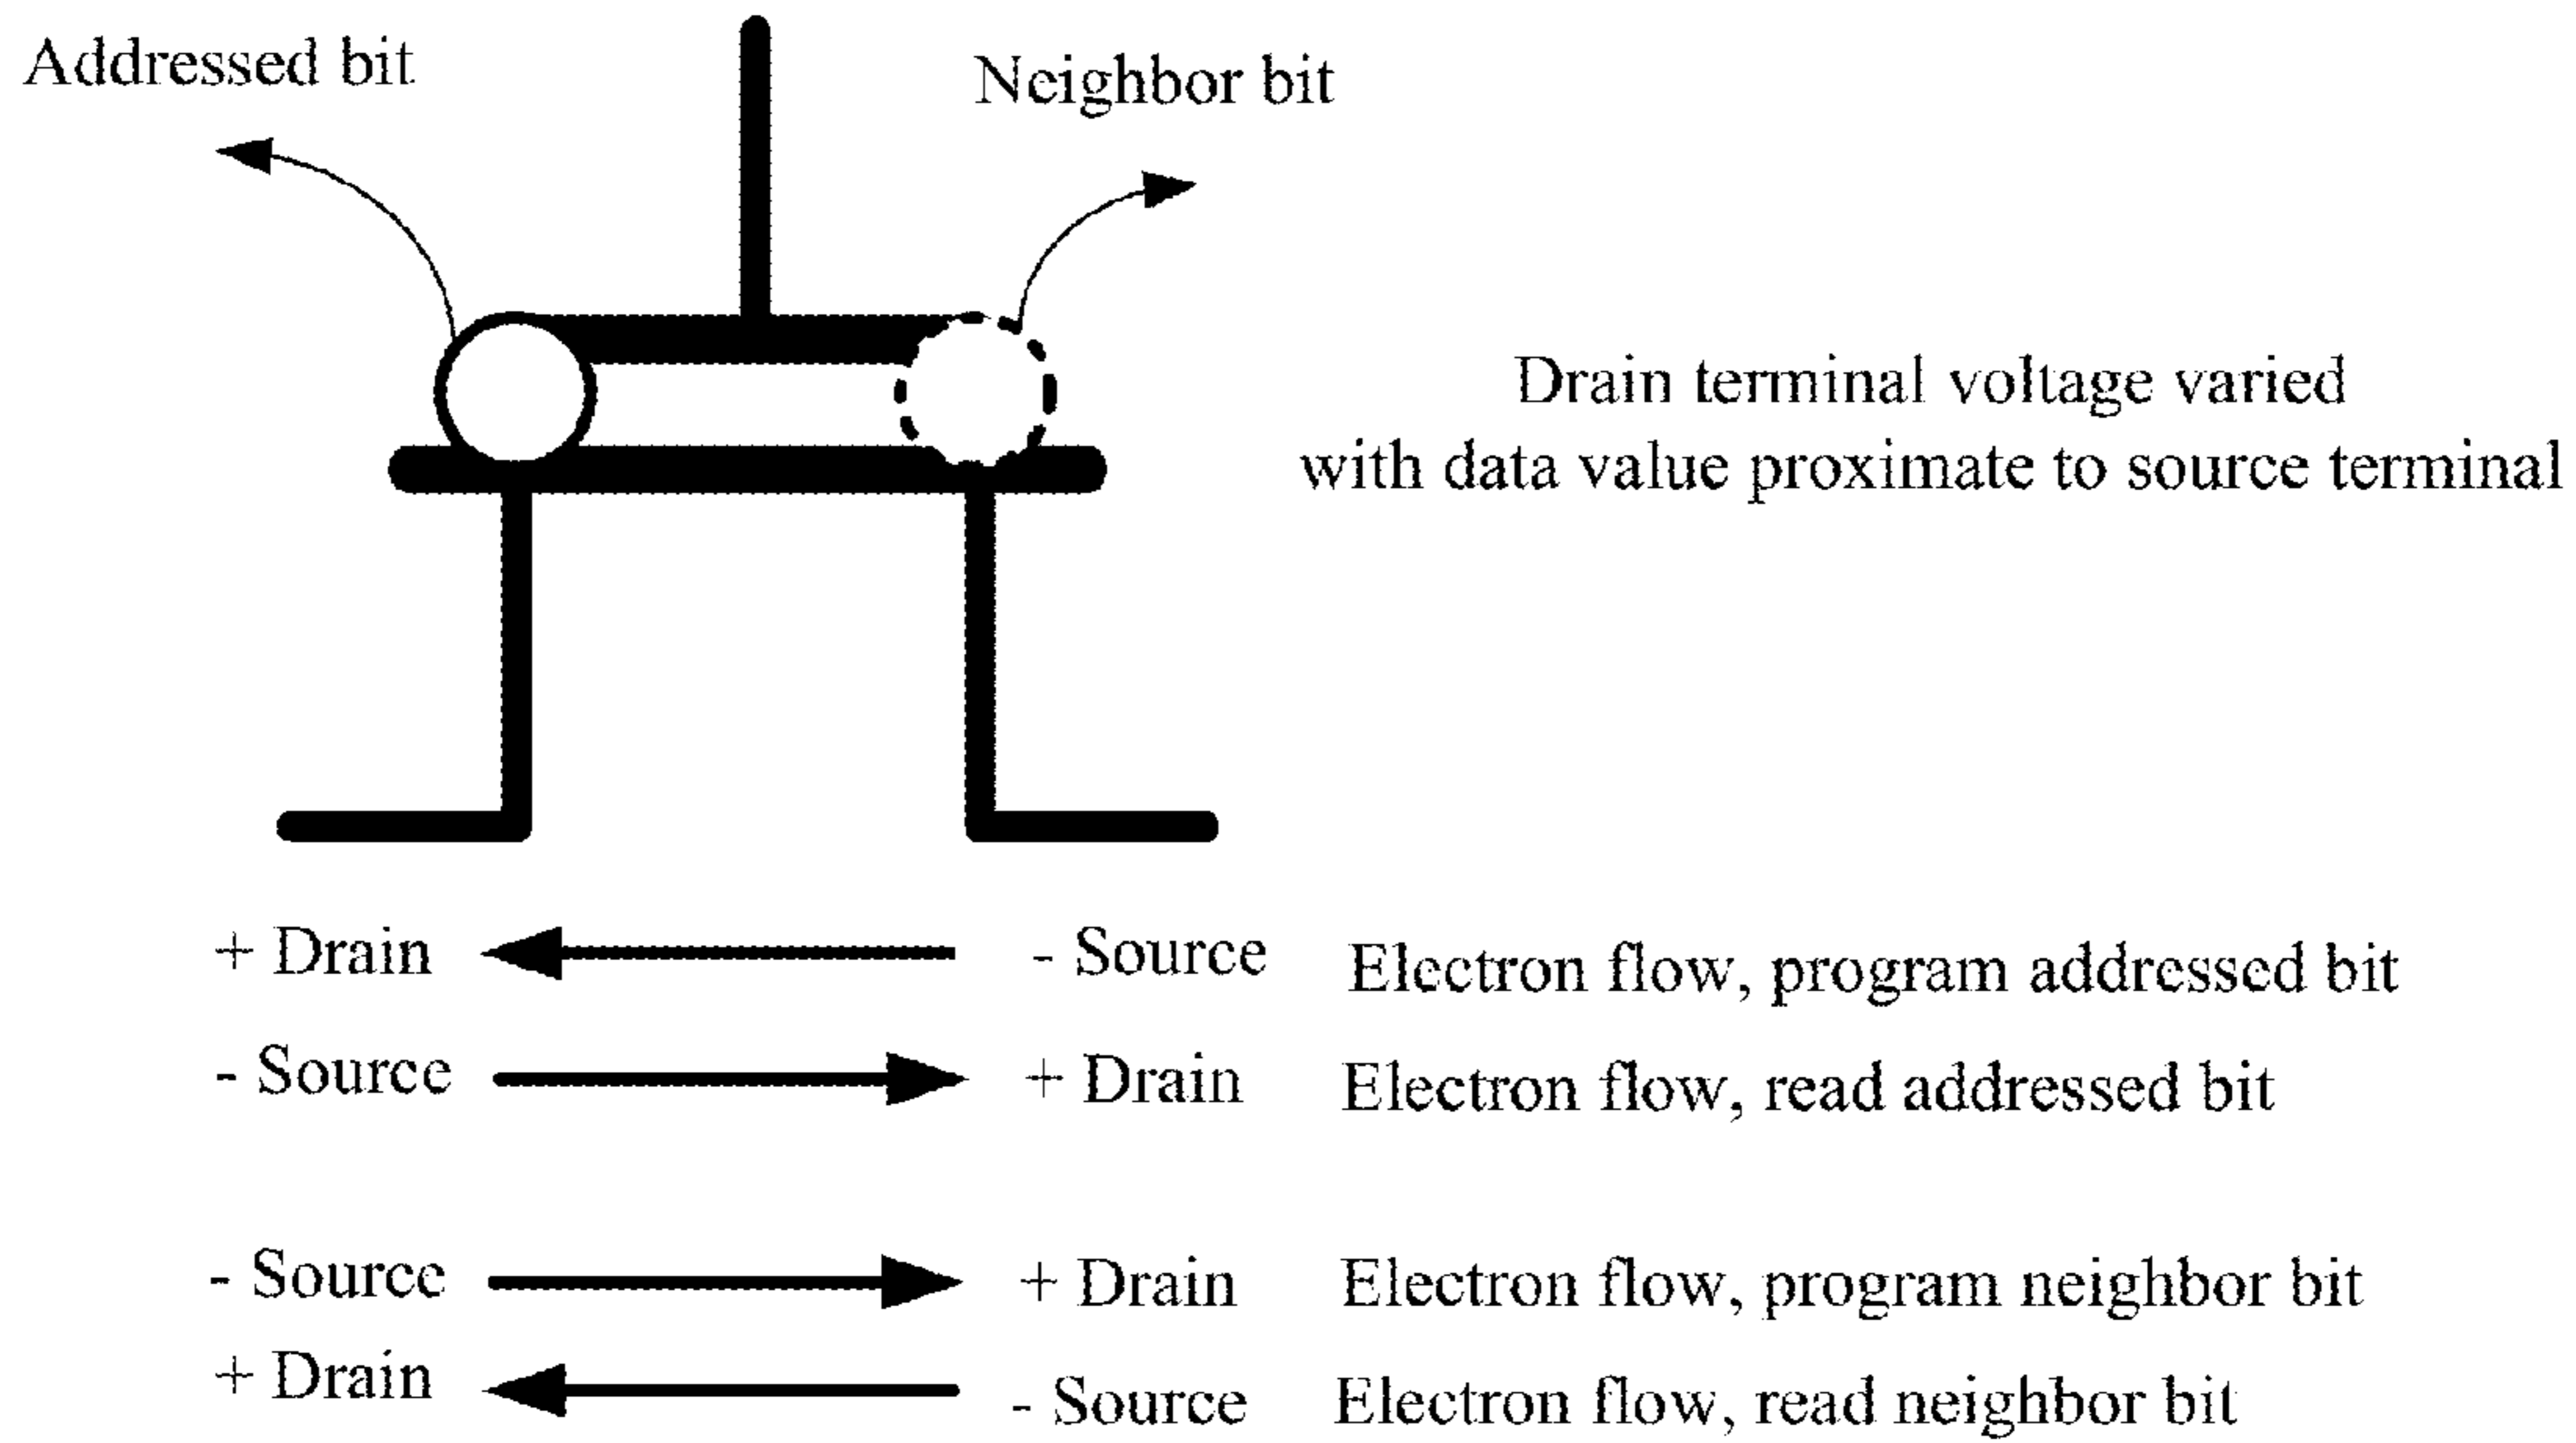 Addressed bit
Neighbor bit
Drain terminal voltage varied
with data value proximate to source terminal
+ Drain - Source Electron flow, program addressed bit
- Source + Drain Electron flow, read addressed bit
- Source + Drain Electron flow, program neighbor bit
+ Drain - Source Electron flow, read neighbor bit